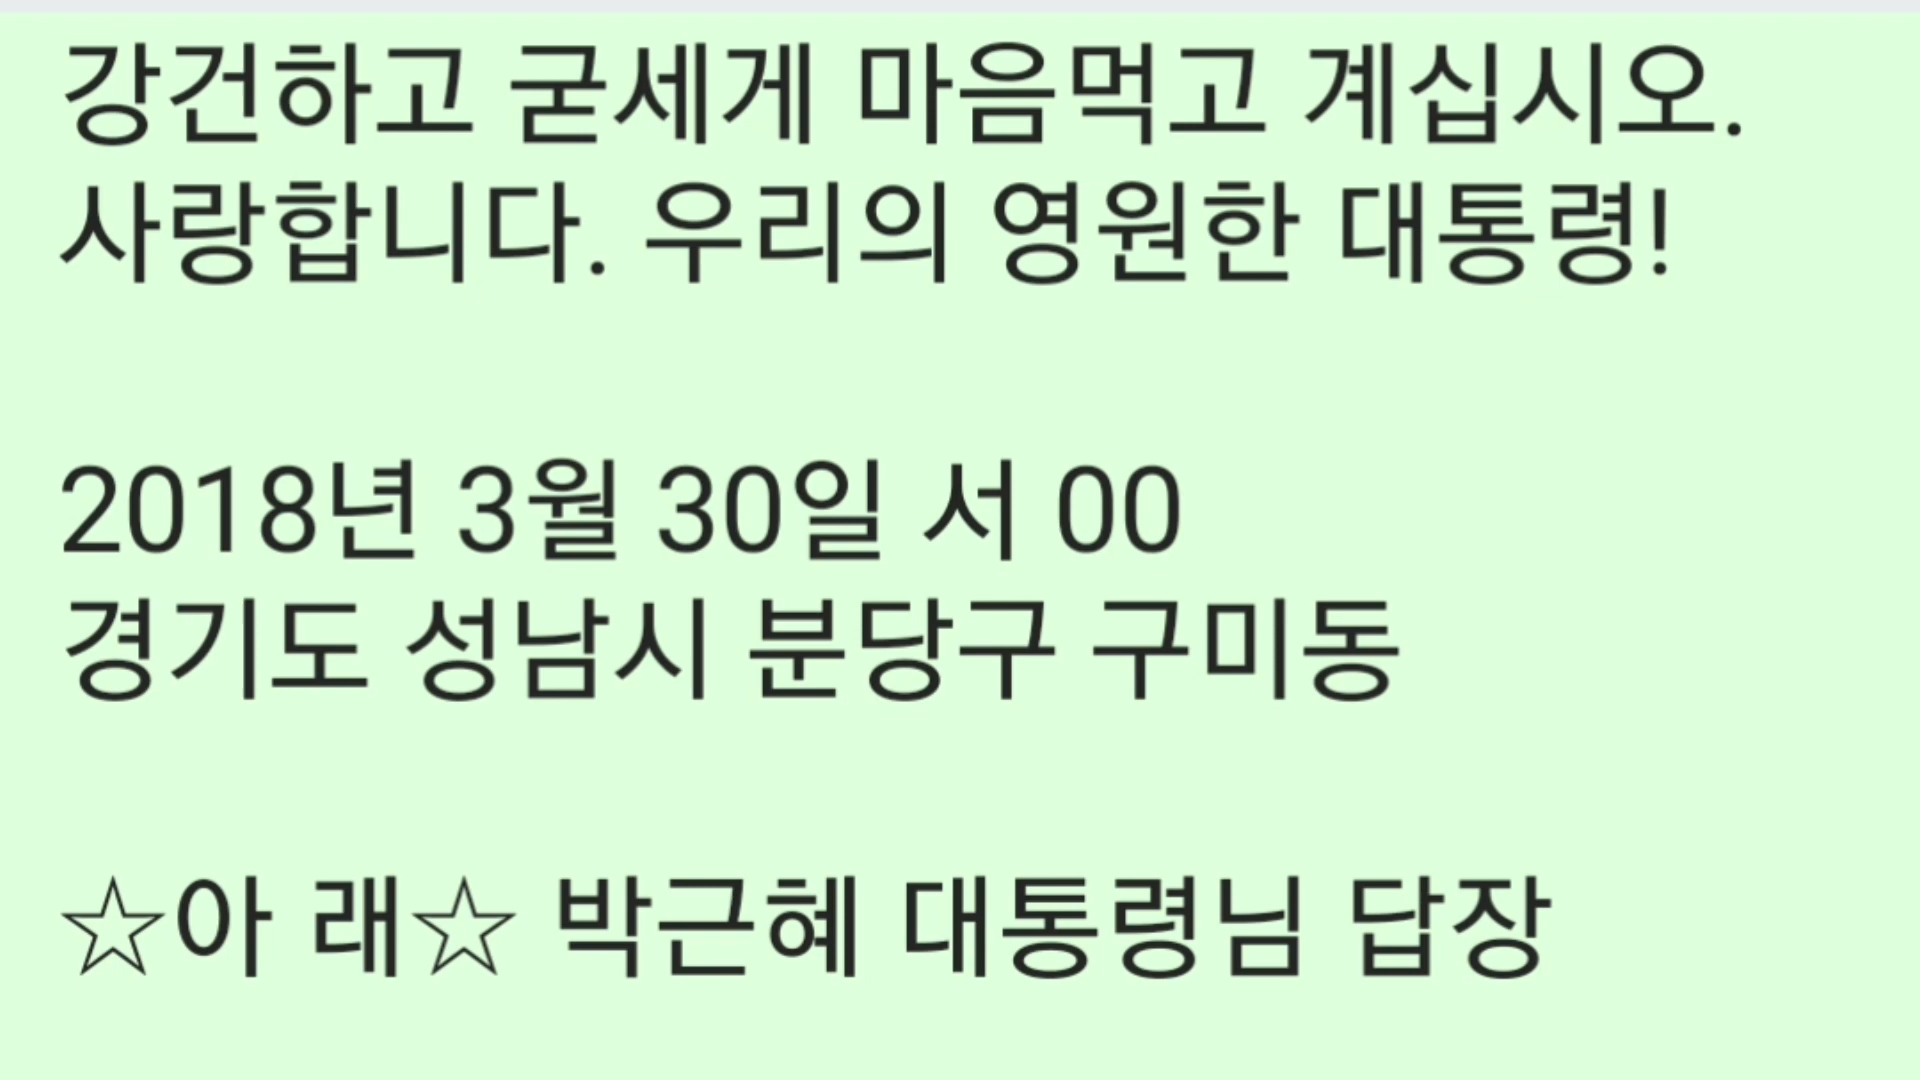 강건하고 굳세게 마음먹고 계십시오.
사랑합니다. 우리의 영원한 대통령!
2018년 3월 30일 서 00
경기도 성남시 분당구 구미동
☆아 래☆ 박근혜 대통령님 답장